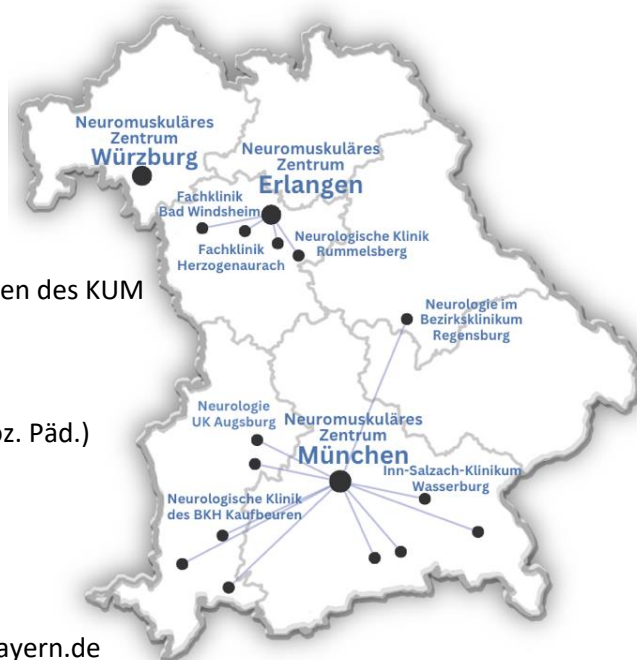 Neuromuskuläres
Zentrum
Würzburg
Neuromuskuläres
Zentrum
Erlangen
Fachklinik
Bad Windsheim
Fachklinik
Herzogenaurach
Neurologische Klinik
Rummelsberg
en des KUM
Neurologie im
Bezirksklinikum
Regensburg
Neurologie
UK Augsburg
oz. Päd.)
Neuromuskuläres
Zentrum
München
Inn-Salzach-Klinikum
Wasserburg
Neurologische Klinik
des BKH Kaufbeuren
ayern.de